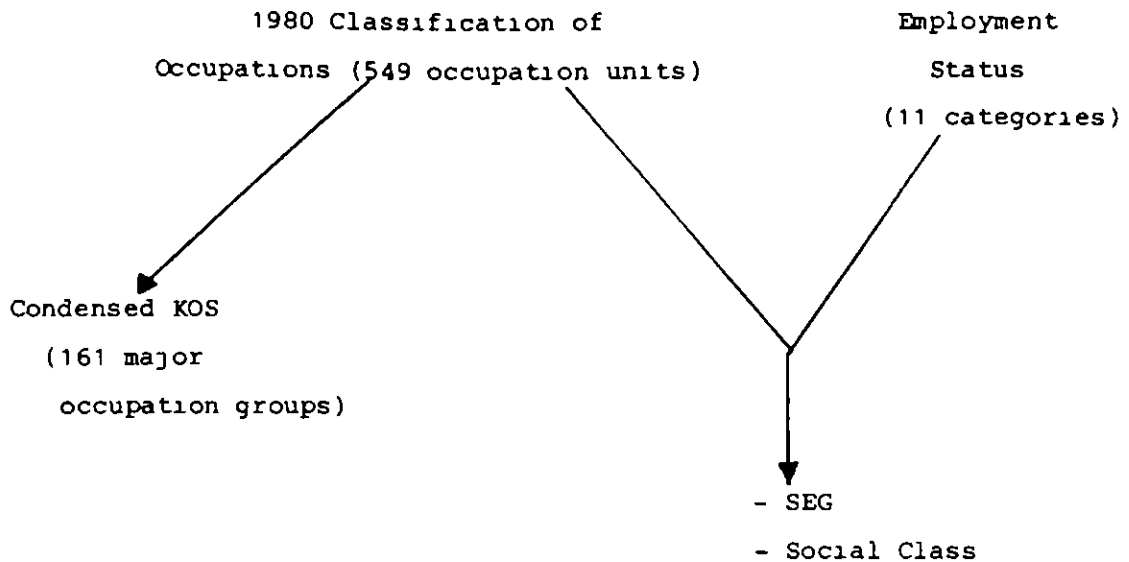 1980 Classification of
Occupations (549 occupation units)
Employment
Status
(11 categories)
Condensed KOS
(161 major
occupation groups)
- SEG
- Social Class